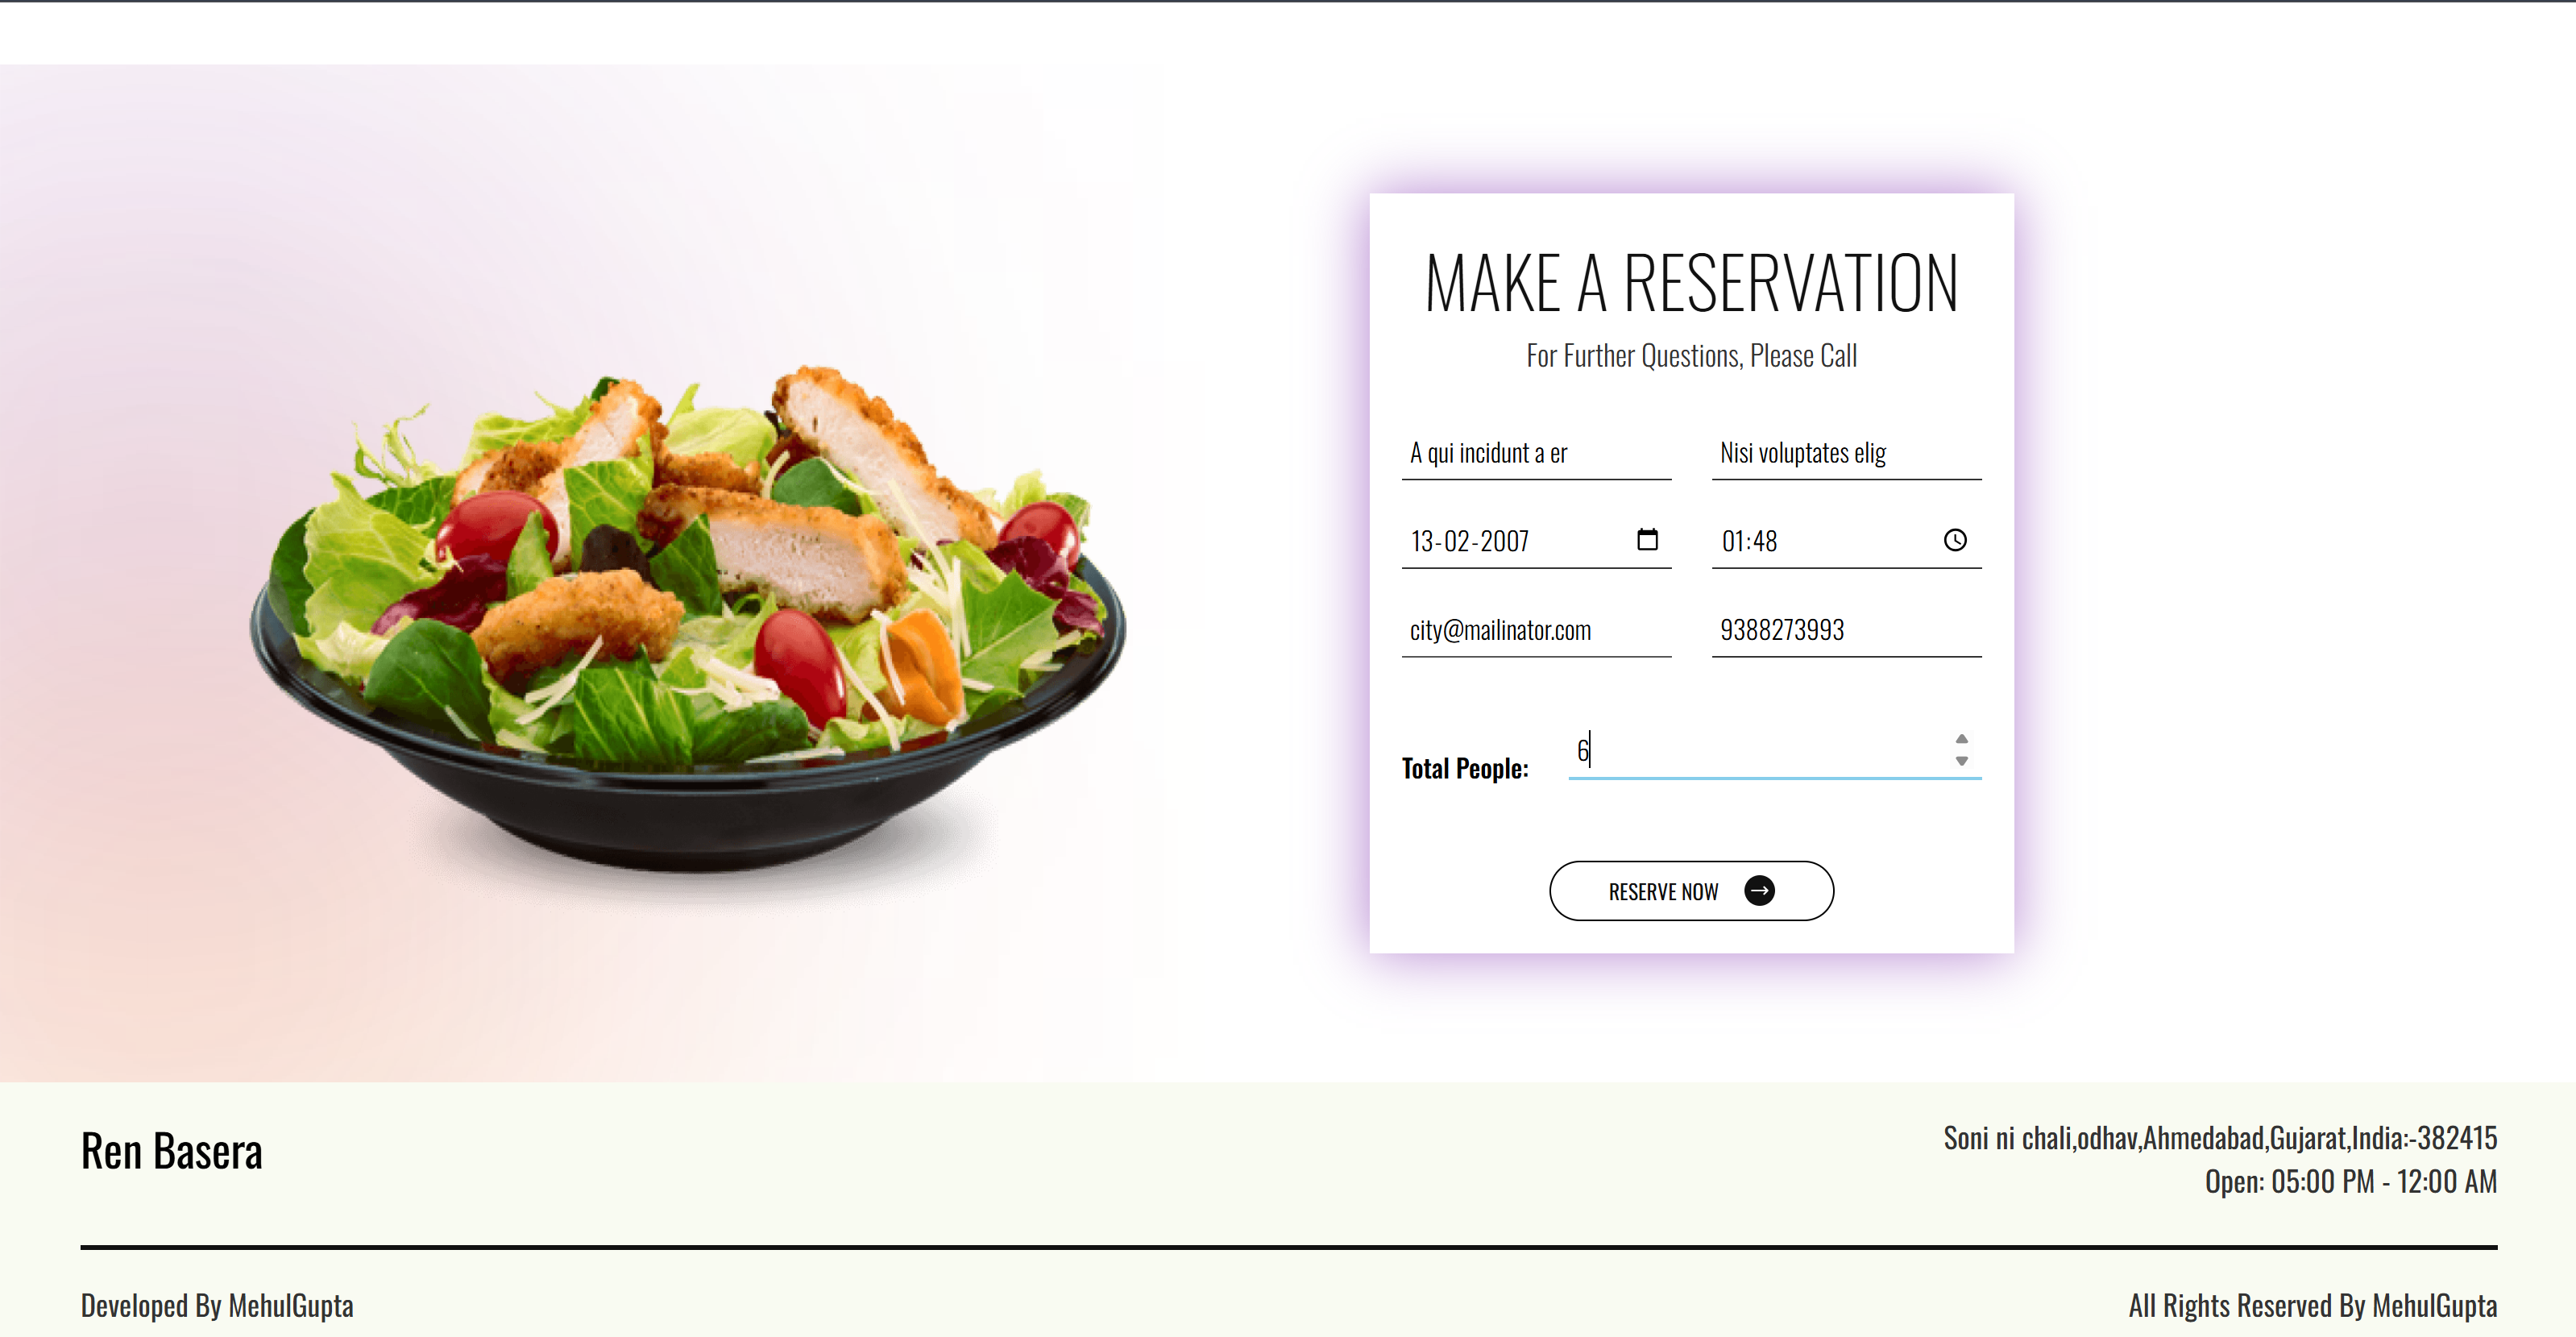 MAKE A RESERVATION
For Further Questions, Please Call
A qui incidunt a er
Nisi voluptates elig
13-02-2007
01:48
city@mailinator.com
9388273993
Total People:
6
RESERVE NOW
Ren Basera
Soni ni chali,odhav,Ahmedabad,Gujarat,India:-382415
Open: 05:00 PM - 12:00 AM
Developed By MehulGupta
All Rights Reserved By MehulGupta